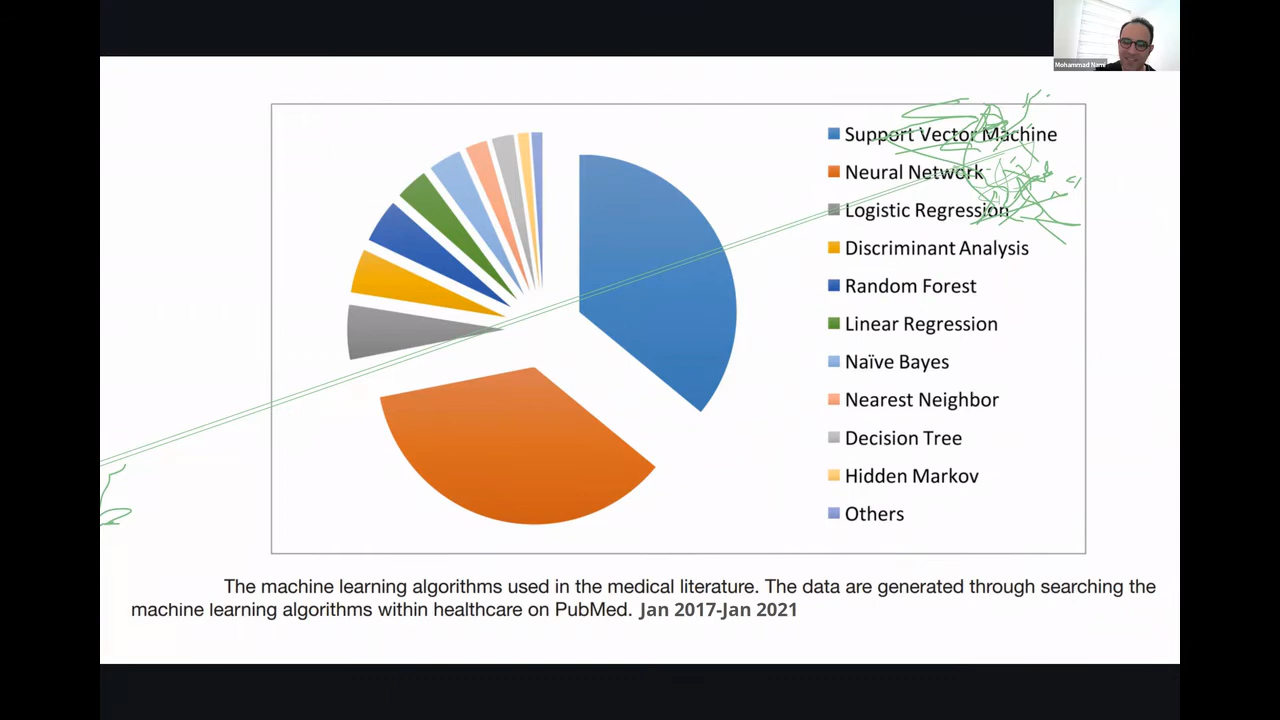 Mohammad Nami
Support Vector Machine
Neural Network
Logistic Regression
Discriminant Analysis
Random Forest
Linear Regression
Naïve Bayes
Nearest Neighbor
Decision Tree
Hidden Markov
Others
The machine learning algorithms used in the medical literature. The data are generated through searching the
machine learning algorithms within healthcare on PubMed. Jan 2017-Jan 2021